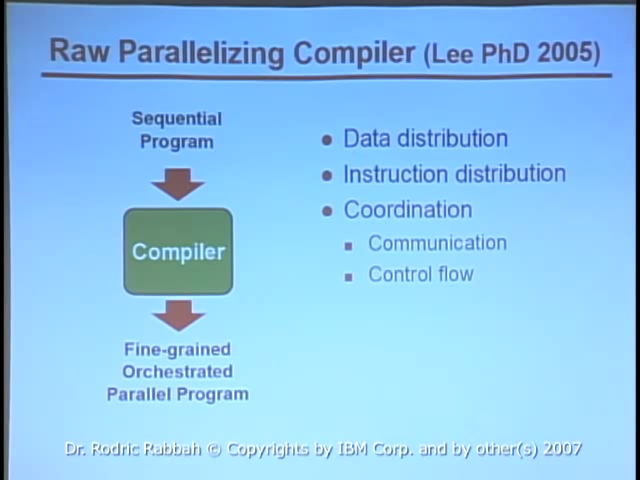 Raw Parallelizing Compiler (Lee PhD 2005)
Sequential
Program
Compiler
Fine-grained
Orchestrated
Parallel Program
• Data distribution
• Instruction distribution
• Coordination
▪ Communication
▪ Control flow
Dr. Rodric Rabbah © Copyrights by IBM Corp. and by other(s) 2007